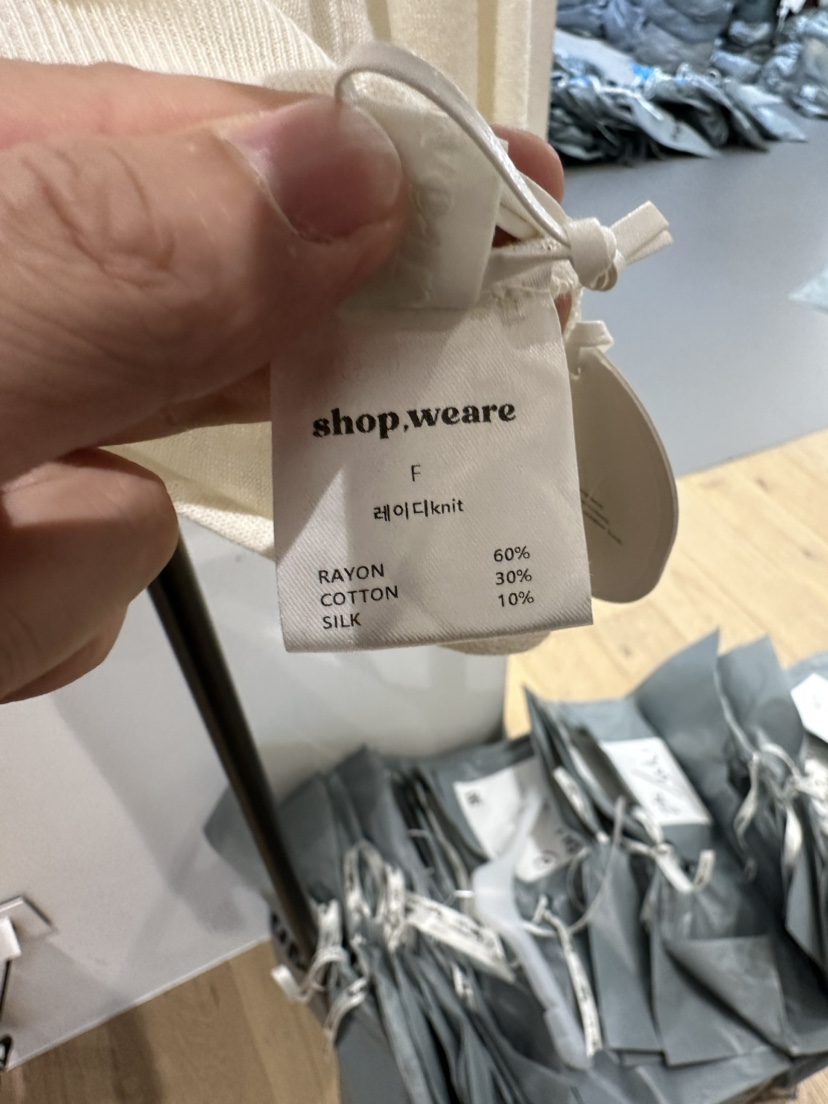 shop,weare
F
레이디knit
RAYON 60%
COTTON 30%
SILK 10%